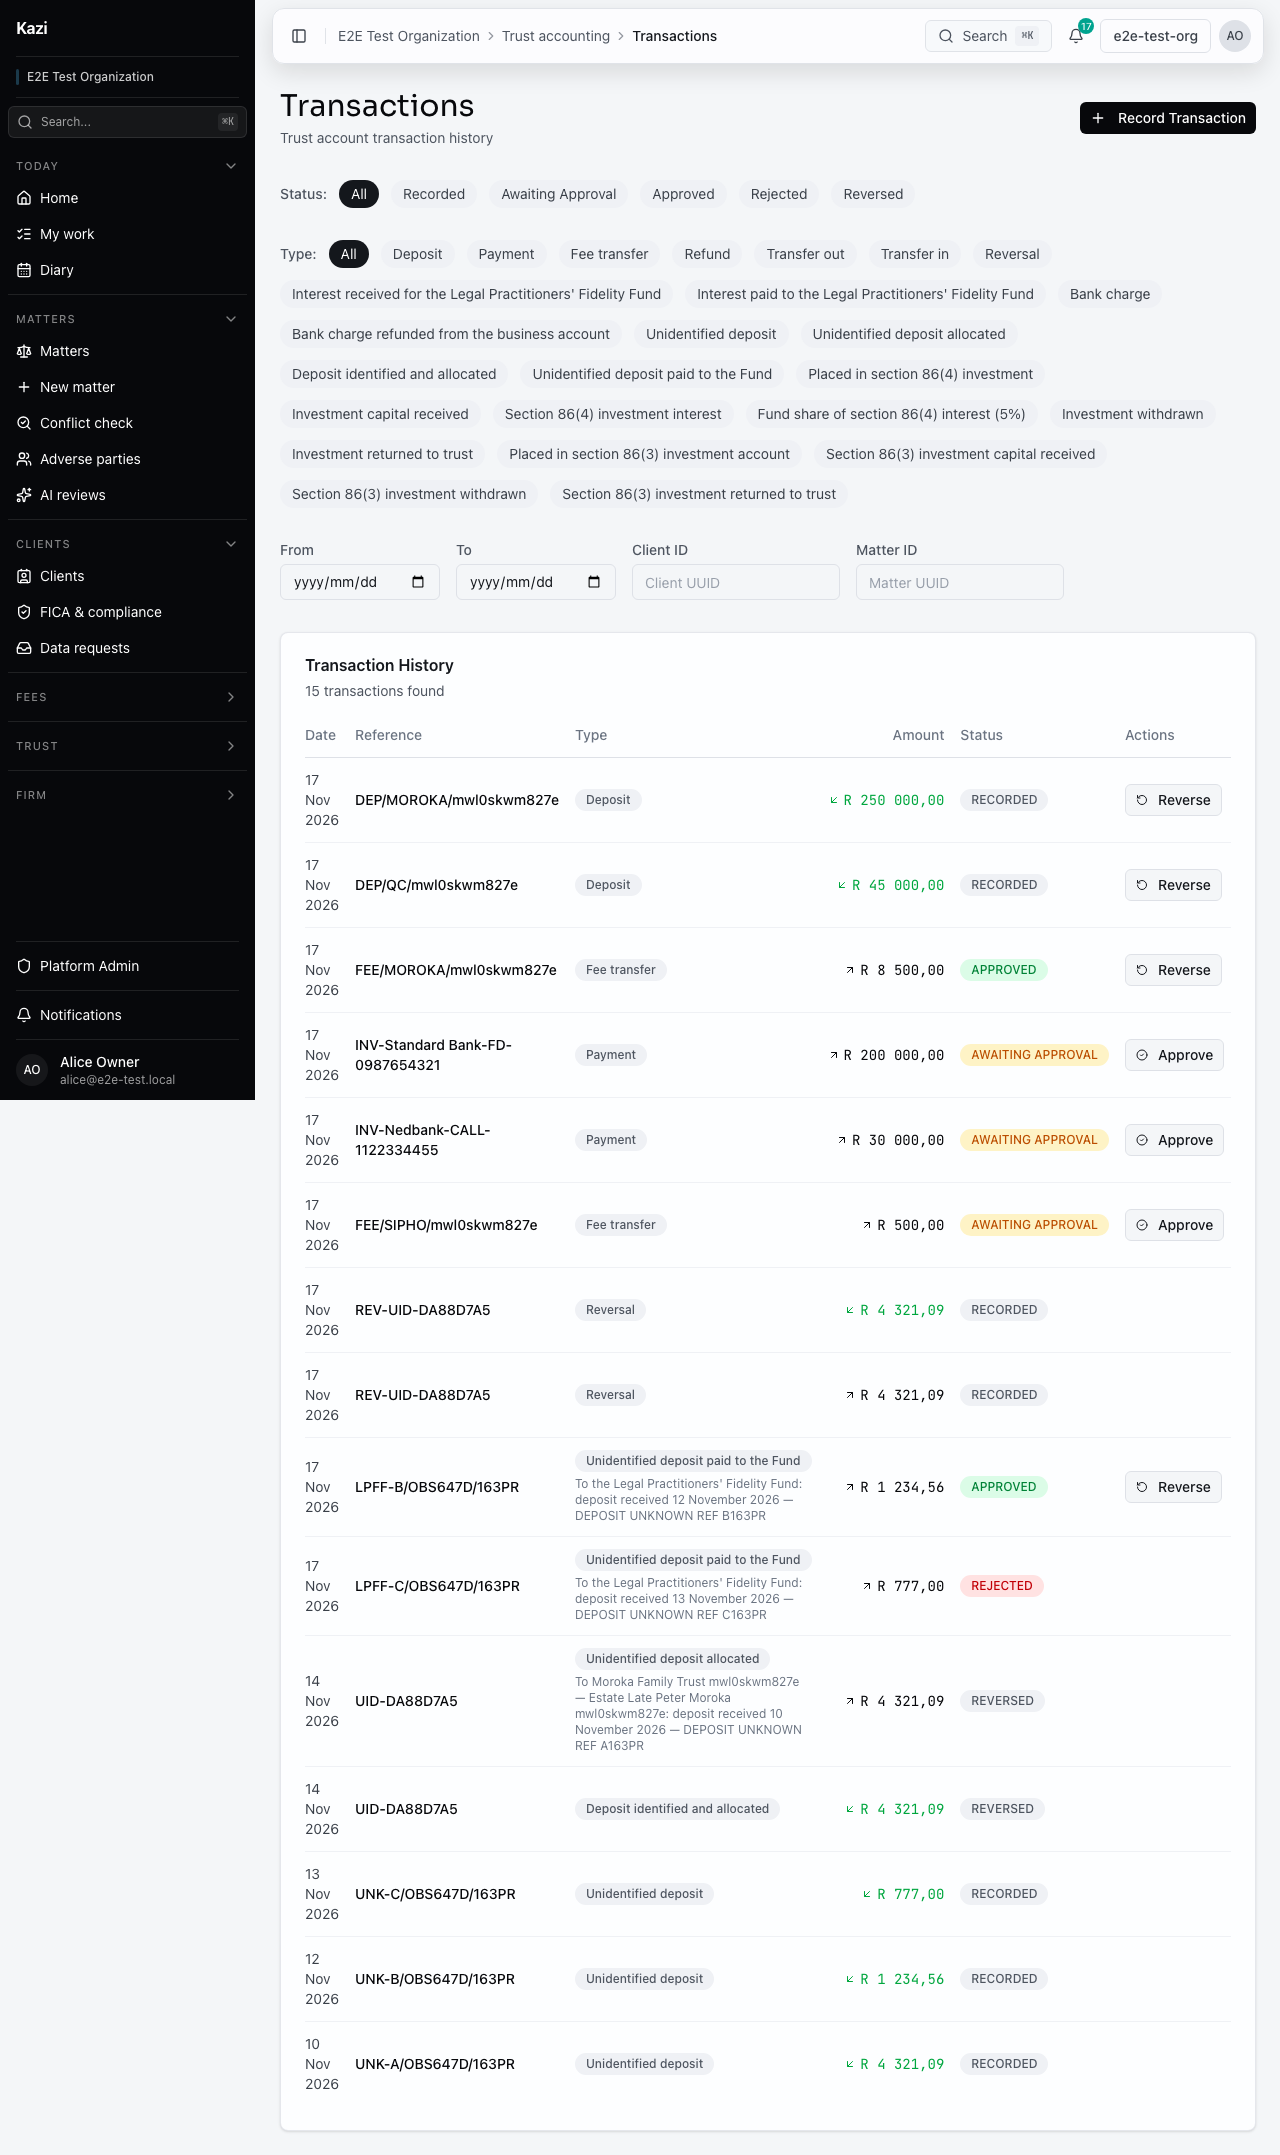 Kazi
E2E Test Organization
Search... ⌘K
TODAY
Home
My work
Diary
MATTERS
Matters
New matter
Conflict check
Adverse parties
AI reviews
CLIENTS
Clients
FICA & compliance
Data requests
FEES
TRUST
FIRM
Platform Admin
Notifications
AO
Alice Owner
alice@e2e-test.local
E2E Test Organization > Trust accounting > Transactions
Search ⌘K
17
e2e-test-org
AO
Transactions
Trust account transaction history
Record Transaction
Status: All Recorded Awaiting Approval Approved Rejected Reversed
Type: All Deposit Payment Fee transfer Refund Transfer out Transfer in Reversal
Interest received for the Legal Practitioners' Fidelity Fund Interest paid to the Legal Practitioners' Fidelity Fund Bank charge
Bank charge refunded from the business account Unidentified deposit Unidentified deposit allocated
Deposit identified and allocated Unidentified deposit paid to the Fund Placed in section 86(4) investment
Investment capital received Section 86(4) investment interest Fund share of section 86(4) interest (5%) Investment withdrawn
Investment returned to trust Placed in section 86(3) investment account Section 86(3) investment capital received
Section 86(3) investment withdrawn Section 86(3) investment returned to trust
From To Client ID Matter ID
yyyy/mm/dd yyyy/mm/dd Client UUID Matter UUID
Transaction History
15 transactions found
Date Reference Type Amount Status Actions
17
Nov
2026
DEP/MOROKA/mwl0skwm827e Deposit R 250 000,00 RECORDED Reverse
17
Nov
2026
DEP/QC/mwl0skwm827e Deposit R 45 000,00 RECORDED Reverse
17
Nov
2026
FEE/MOROKA/mwl0skwm827e Fee transfer R 8 500,00 APPROVED Reverse
17
Nov
2026
INV-Standard Bank-FD-
0987654321
Payment R 200 000,00 AWAITING APPROVAL Approve
17
Nov
2026
INV-Nedbank-CALL-
1122334455
Payment R 30 000,00 AWAITING APPROVAL Approve
17
Nov
2026
FEE/SIPHO/mwl0skwm827e Fee transfer R 500,00 AWAITING APPROVAL Approve
17
Nov
2026
REV-UID-DA88D7A5 Reversal R 4 321,09 RECORDED
17
Nov
2026
REV-UID-DA88D7A5 Reversal R 4 321,09 RECORDED
17
Nov
2026
LPFF-B/OBS647D/163PR
Unidentified deposit paid to the Fund
To the Legal Practitioners' Fidelity Fund:
deposit received 12 November 2026 —
DEPOSIT UNKNOWN REF B163PR
R 1 234,56 APPROVED Reverse
17
Nov
2026
LPFF-C/OBS647D/163PR
Unidentified deposit paid to the Fund
To the Legal Practitioners' Fidelity Fund:
deposit received 13 November 2026 —
DEPOSIT UNKNOWN REF C163PR
R 777,00 REJECTED
14
Nov
2026
UID-DA88D7A5
Unidentified deposit allocated
To Moroka Family Trust mwl0skwm827e
— Estate Late Peter Moroka
mwl0skwm827e: deposit received 10
November 2026 — DEPOSIT UNKNOWN
REF A163PR
R 4 321,09 REVERSED
14
Nov
2026
UID-DA88D7A5 Deposit identified and allocated R 4 321,09 REVERSED
13
Nov
2026
UNK-C/OBS647D/163PR Unidentified deposit R 777,00 RECORDED
12
Nov
2026
UNK-B/OBS647D/163PR Unidentified deposit R 1 234,56 RECORDED
10
Nov
2026
UNK-A/OBS647D/163PR Unidentified deposit R 4 321,09 RECORDED